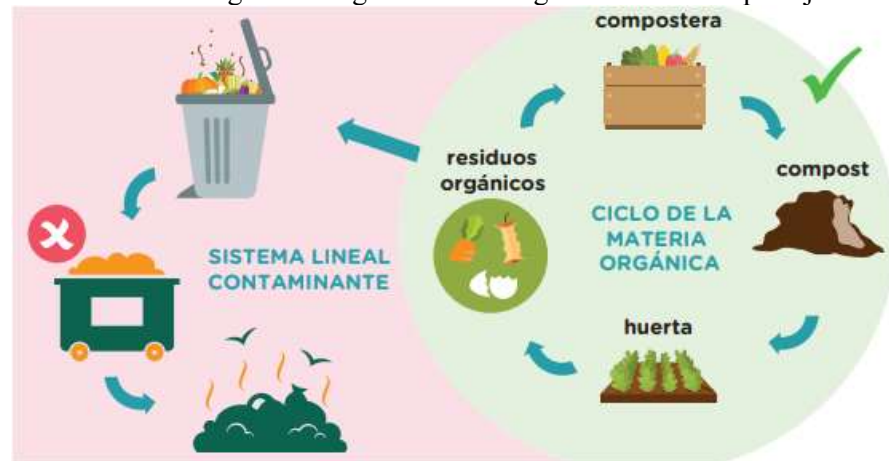 compostera
residuos
orgánicos
compost
CICLO DE LA
MATERIA
ORGÁNICA
SISTEMA LINEAL
CONTAMINANTE
huerta